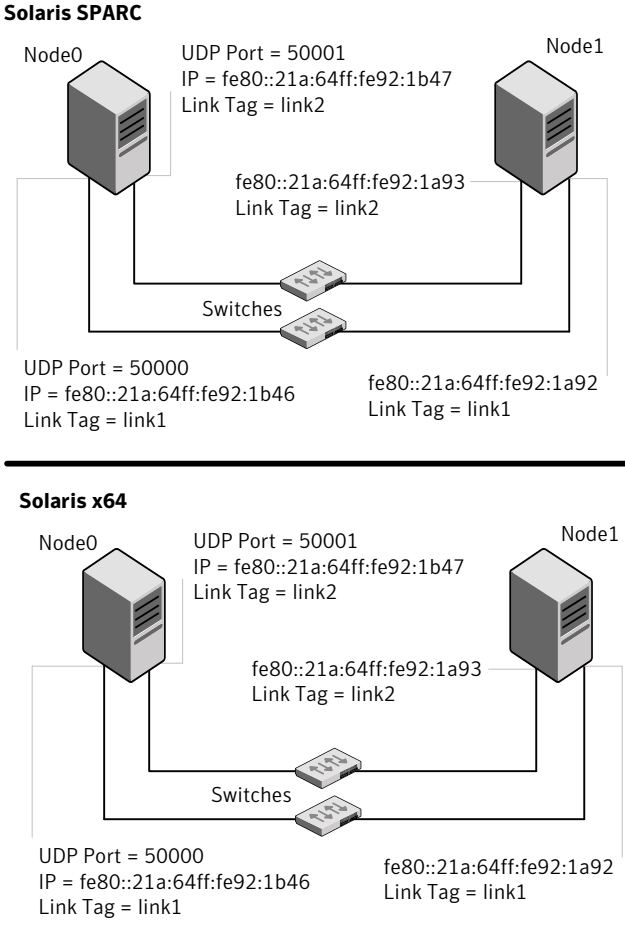 Solaris SPARC
Node0
UDP Port = 50001
IP = fe80::21a:64ff:fe92:1b47
Link Tag = link2
Node1
fe80::21a:64ff:fe92:1a93
Link Tag = link2
Switches
UDP Port = 50000
IP = fe80::21a:64ff:fe92:1b46
Link Tag = link1
fe80::21a:64ff:fe92:1a92
Link Tag = link1
Solaris x64
Node0
UDP Port = 50001
IP = fe80::21a:64ff:fe92:1b47
Link Tag = link2
Node1
fe80::21a:64ff:fe92:1a93
Link Tag = link2
Switches
UDP Port = 50000
IP = fe80::21a:64ff:fe92:1b46
Link Tag = link1
fe80::21a:64ff:fe92:1a92
Link Tag = link1